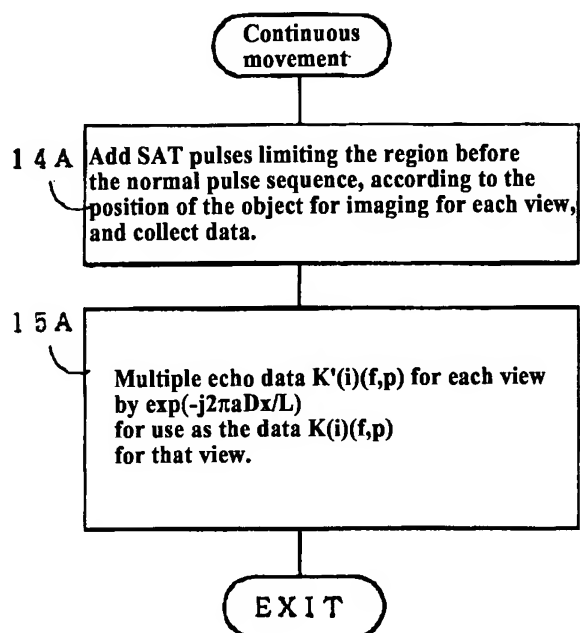 Continuous
movement
14A
Add SAT pulses limiting the region before
the normal pulse sequence, according to the
position of the object for imaging for each view,
and collect data.
15A
Multiple echo data K'(i)(f,p) for each view
by exp(-j2πaDx/L)
for use as the data K(i)(f,p)
for that view.
EXIT